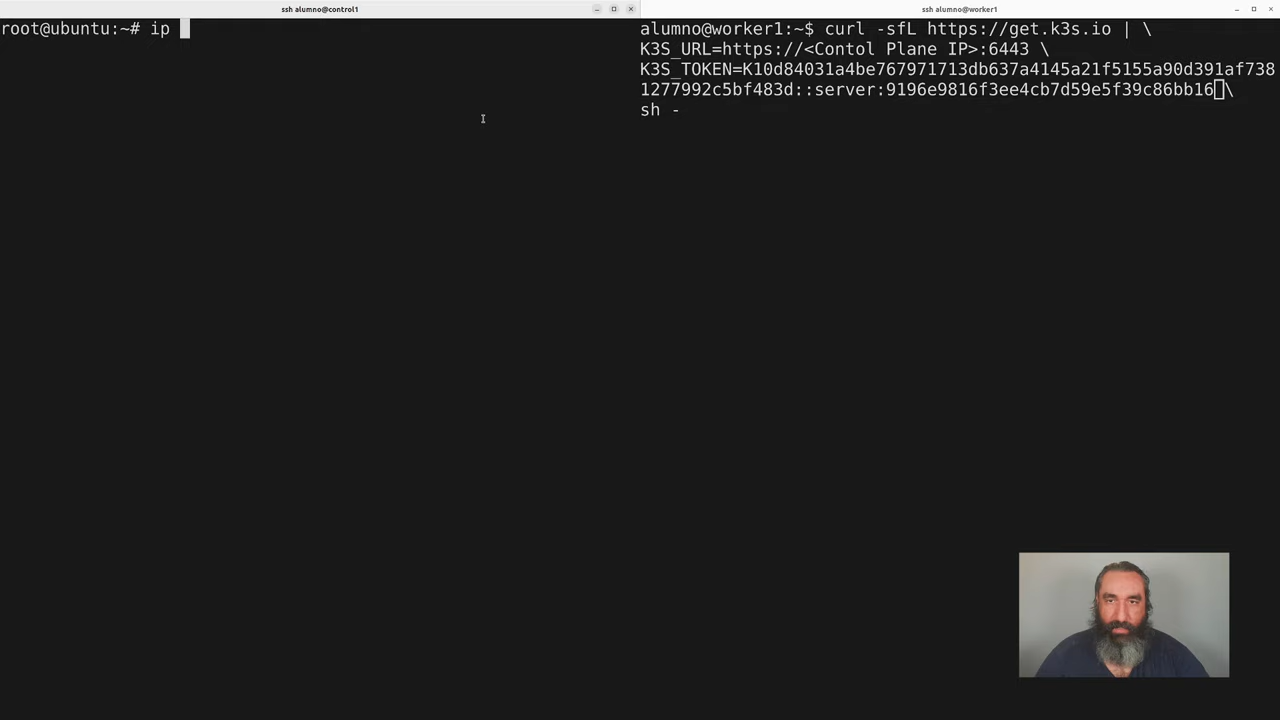 ssh alumno@control1
root@ubuntu:~# ip
ssh alumno@worker1
alumno@worker1:~$ curl -sfL https://get.k3s.io | \
K3S_URL=https://<Contol Plane IP>:6443 \
K3S_TOKEN=K10d84031a4be767971713db637a4145a21f5155a90d391af738
1277992c5bf483d::server:9196e9816f3ee4cb7d59e5f39c86bb16 \
sh -